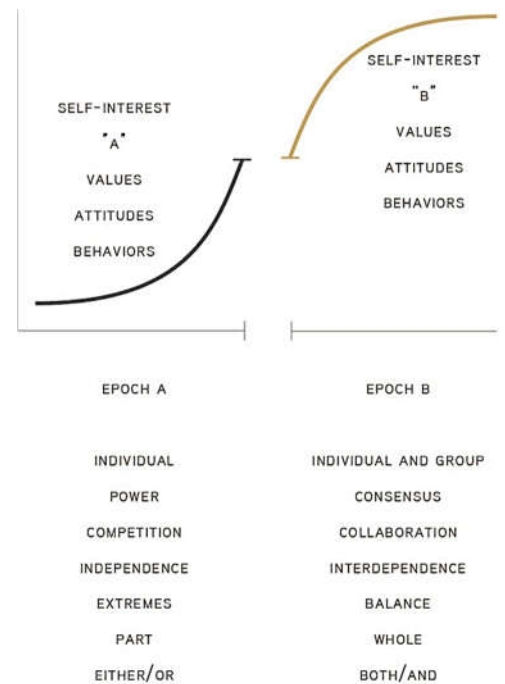 SELF-INTEREST
"A"
VALUES
ATTITUDES
BEHAVIORS
SELF-INTEREST
"B"
VALUES
ATTITUDES
BEHAVIORS
EPOCH A
EPOCH B
INDIVIDUAL
INDIVIDUAL AND GROUP
POWER
CONSENSUS
COMPETITION
COLLABORATION
INDEPENDENCE
INTERDEPENDENCE
EXTREMES
BALANCE
PART
WHOLE
EITHER/OR
BOTH/AND